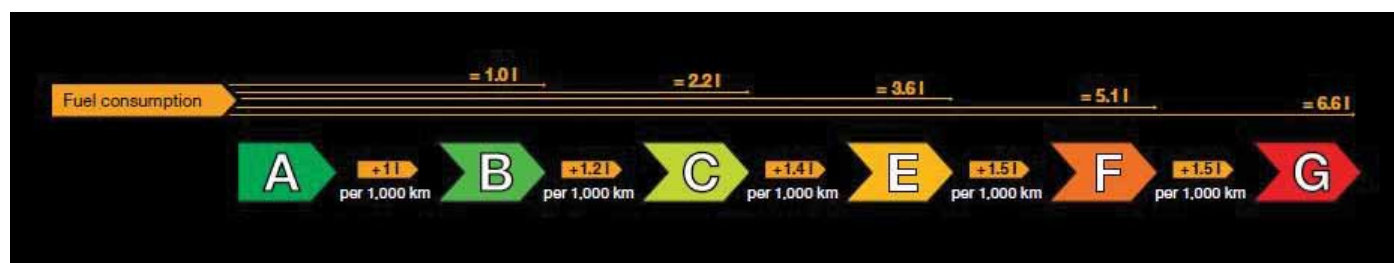 = 1.0 l
= 2.2 l
= 3.6 l
= 5.1 l
= 6.6 l
Fuel consumption
A +1 l B +1.2 l C +1.4 l E +1.5 l F +1.5 l G
per 1,000 km per 1,000 km per 1,000 km per 1,000 km per 1,000 km